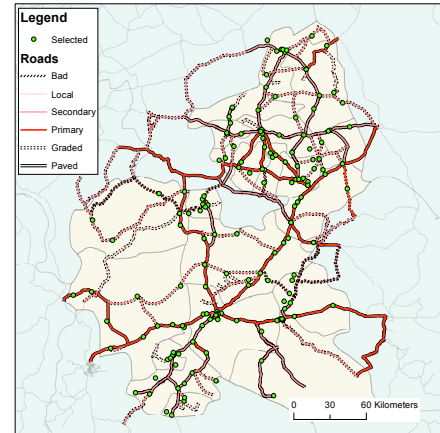 Legend
Selected
Roads
Bad
Local
Secondary
Primary
Graded
Paved
0 30 60 Kilometers